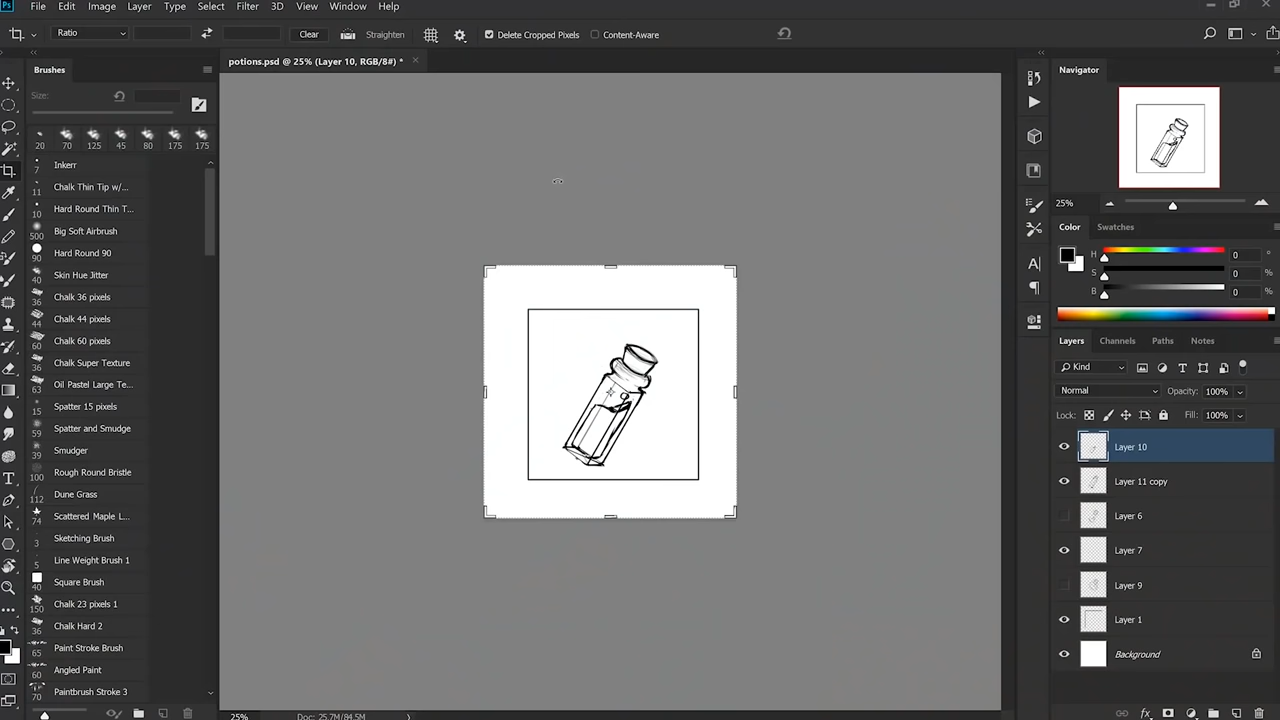 Ps File Edit Image Layer Type Select Filter 3D View Window Help
Ratio Clear Straighten Delete Cropped Pixels Content-Aware
potions.psd @ 25% (Layer 10, RGB/8#) *
Brushes
Size:
20 70 125 45 80 175 175
7 Inkerr
11 Chalk Thin Tip w/...
10 Hard Round Thin T...
500 Big Soft Airbrush
90 Hard Round 90
Skin Hue Jitter
36 Chalk 36 pixels
44 Chalk 44 pixels
60 Chalk 60 pixels
36 Chalk Super Texture
63 Oil Pastel Large Te...
15 Spatter 15 pixels
59 Spatter and Smudge
Smudger
100 Rough Round Bristle
112 Dune Grass
74 Scattered Maple L...
3 Sketching Brush
5 Line Weight Brush 1
40 Square Brush
150 Chalk 23 pixels 1
36 Chalk Hard 2
65 Paint Stroke Brush
60 Angled Paint
70 Paintbrush Stroke 3
25% Doc: 25.7M/84.5M
Navigator
25%
Color Swatches
H 0 °
S 0 %
B 0 %
Layers Channels Paths Notes
Kind
Normal Opacity: 100%
Lock: Fill: 100%
Layer 10
Layer 11 copy
Layer 6
Layer 7
Layer 9
Layer 1
Background
fx